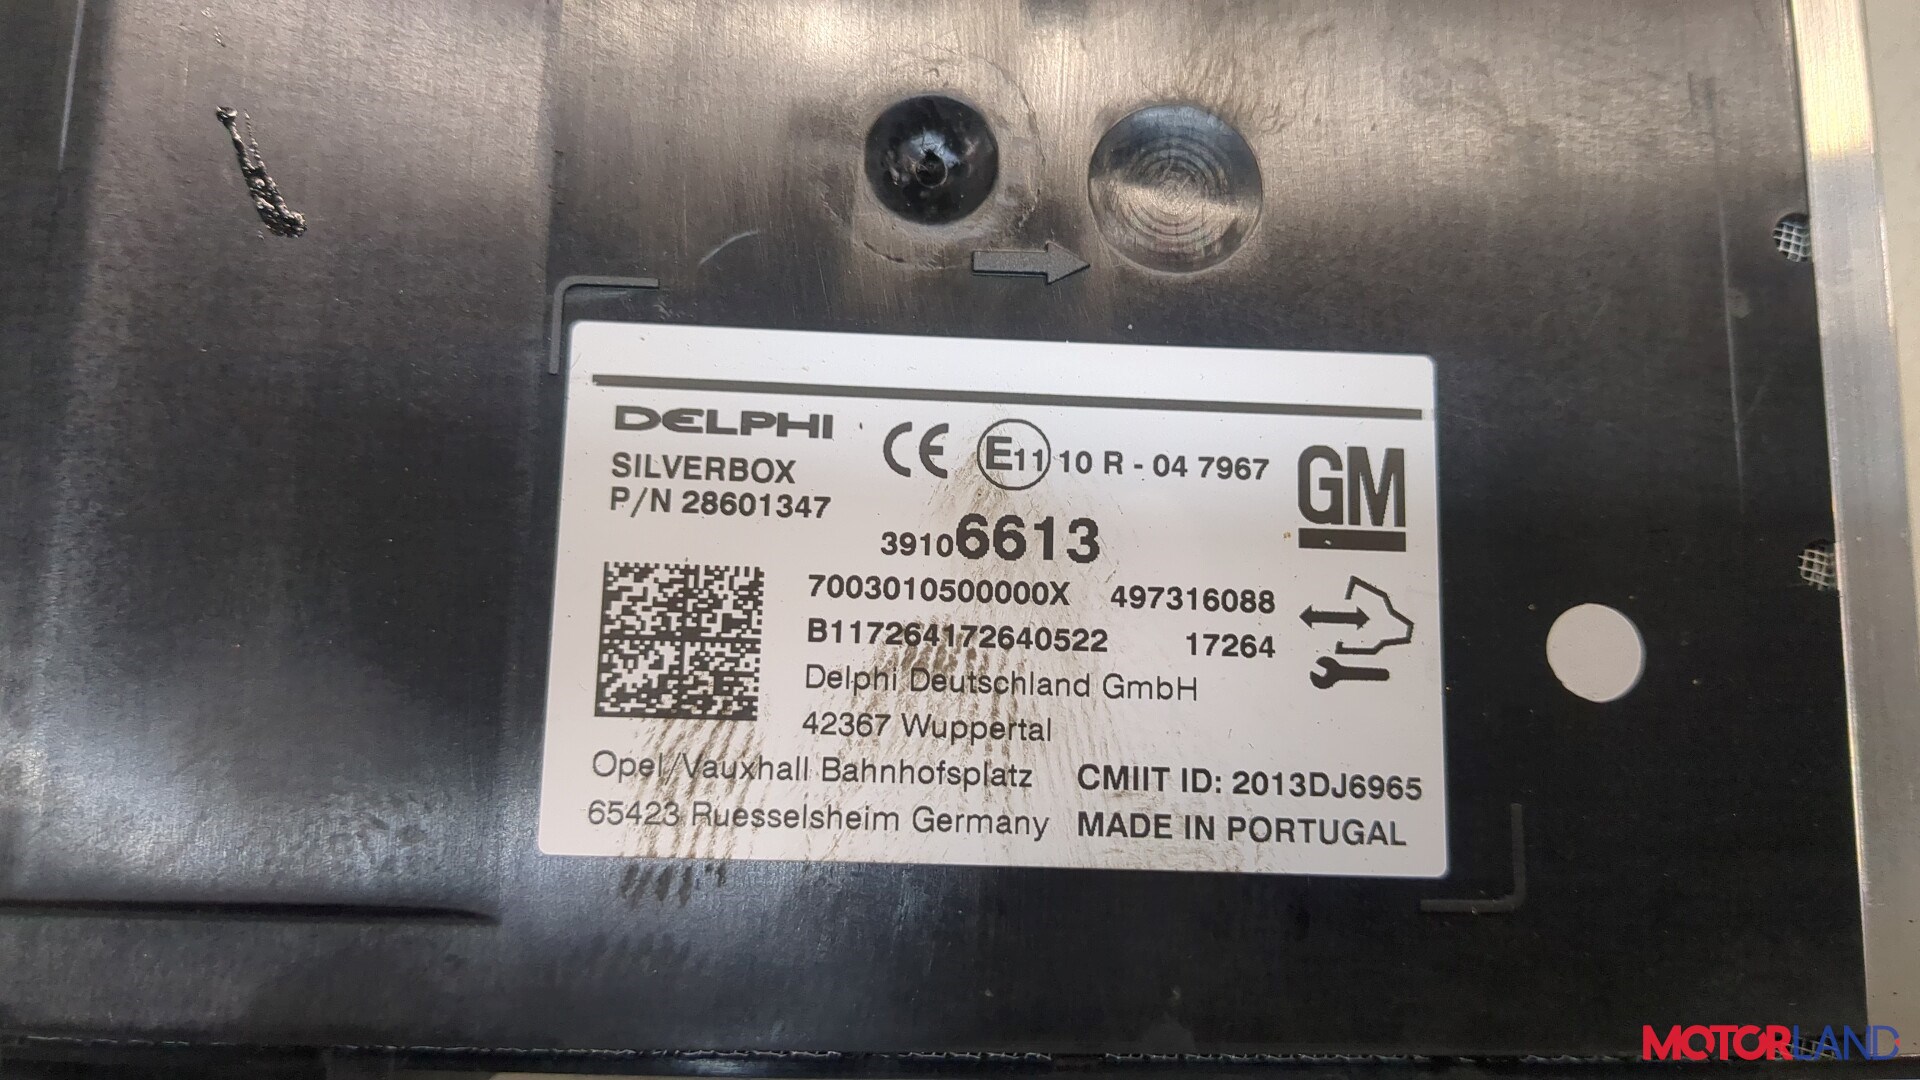 DELPHI
SILVERBOX
P/N 28601347
CE E11 10 R - 04 7967
GM
39106613
7003010500000X 497316088
B117264172640522 17264
Delphi Deutschland GmbH
42367 Wuppertal
Opel/Vauxhall Bahnhofsplatz
65423 Ruesselsheim Germany
CMIIT ID: 2013DJ6965
MADE IN PORTUGAL
MOTORLAND